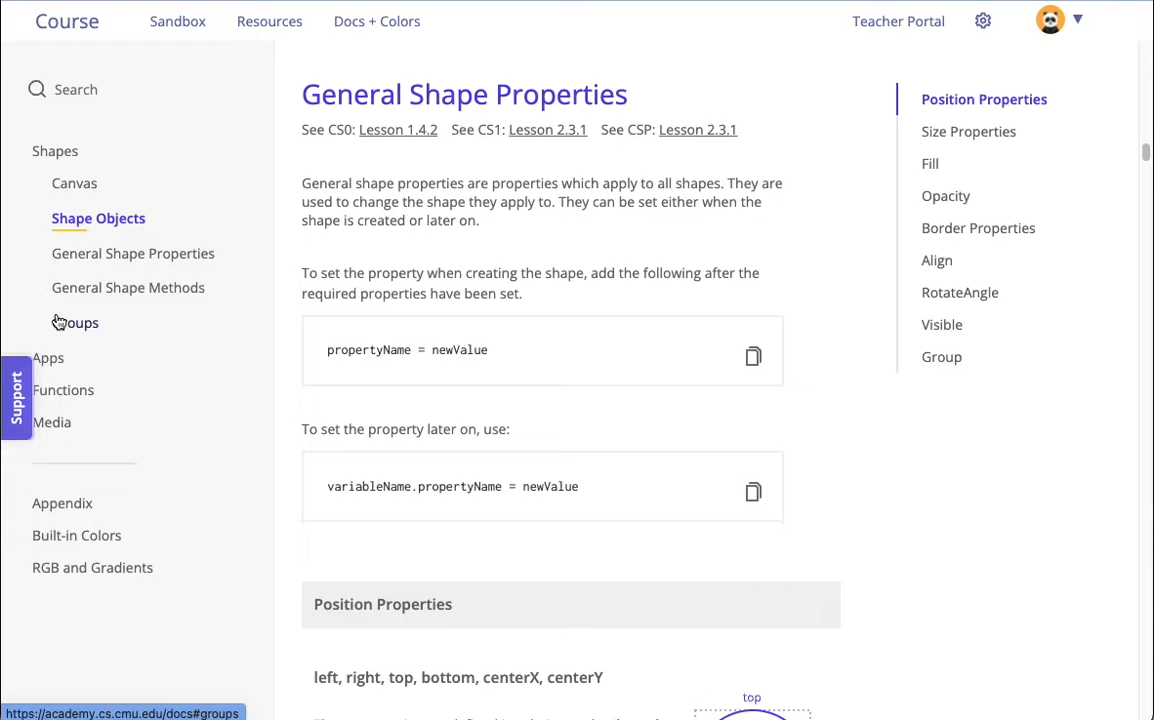 Course
Sandbox
Resources
Docs + Colors
Teacher Portal
Search
Shapes
Canvas
Shape Objects
General Shape Properties
General Shape Methods
Groups
Apps
Functions
Media
Support
Appendix
Built-in Colors
RGB and Gradients
https://academy.cs.cmu.edu/docs#groups
General Shape Properties
See CS0: Lesson 1.4.2 See CS1: Lesson 2.3.1 See CSP: Lesson 2.3.1
General shape properties are properties which apply to all shapes. They are
used to change the shape they apply to. They can be set either when the
shape is created or later on.
To set the property when creating the shape, add the following after the
required properties have been set.
propertyName = newValue
To set the property later on, use:
variableName.propertyName = newValue
Position Properties
left, right, top, bottom, centerX, centerY
top
Position Properties
Size Properties
Fill
Opacity
Border Properties
Align
RotateAngle
Visible
Group